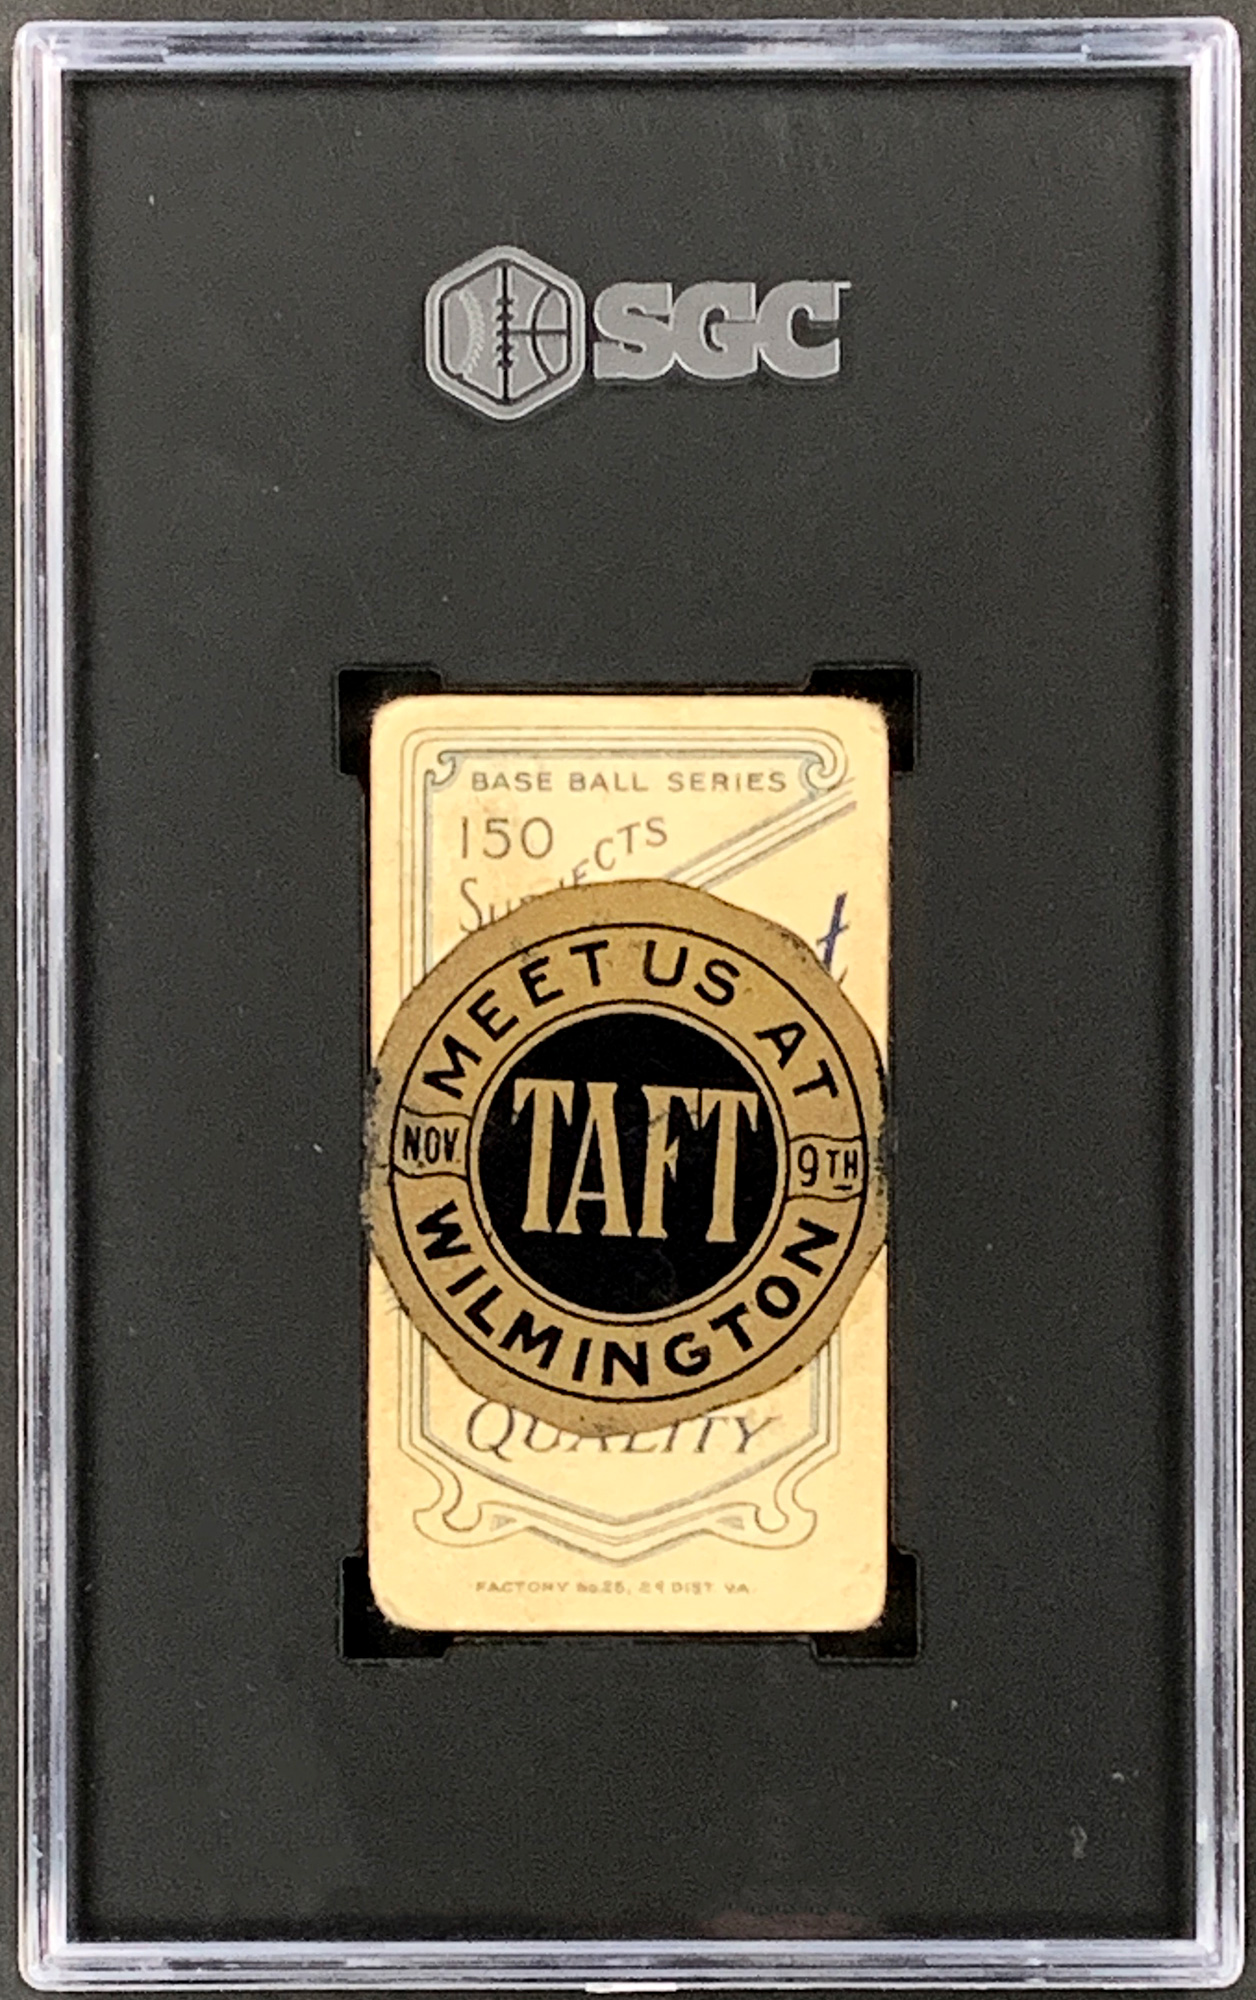 SGC
BASE BALL SERIES
150
SUBJECTS
MEET US AT
TAFT
NOV. 9TH
WILMINGTON
QUALITY
FACTORY No. 25, 2d DIST. VA.